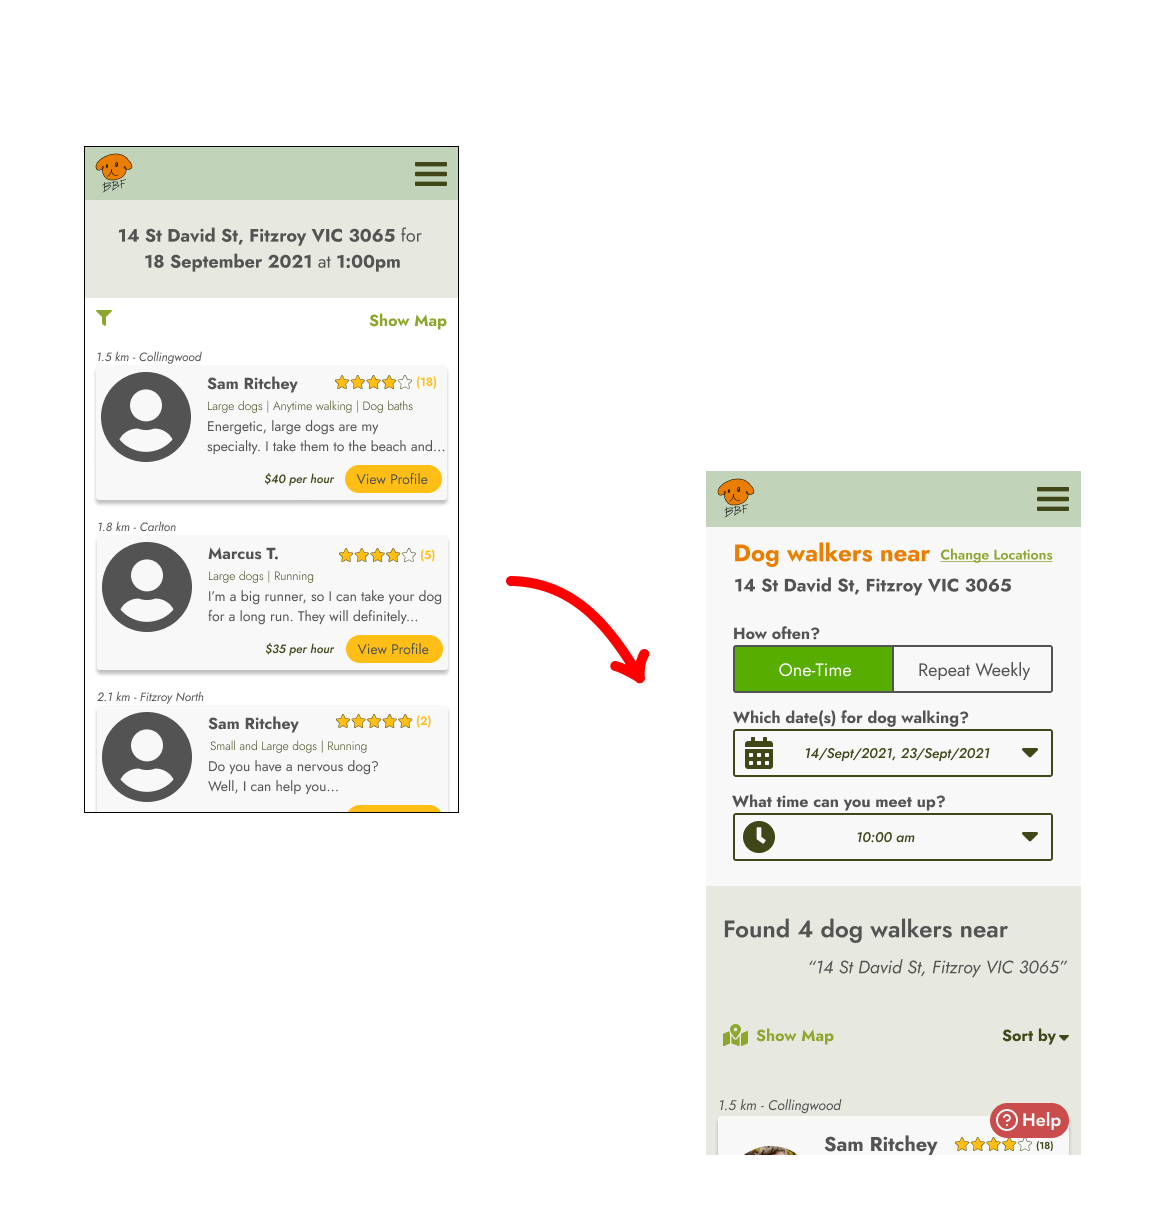 BBF
14 St David St, Fitzroy VIC 3065 for
18 September 2021 at 1:00pm
Show Map
1.5 km - Collingwood
Sam Ritchey (18)
Large dogs | Anytime walking | Dog baths
Energetic, large dogs are my
specialty. I take them to the beach and...
$40 per hour View Profile
1.8 km - Carlton
Marcus T. (5)
Large dogs | Running
I'm a big runner, so I can take your dog
for a long run. They will definitely...
$35 per hour View Profile
2.1 km - Fitzroy North
Sam Ritchey (2)
Small and Large dogs | Running
Do you have a nervous dog?
Well, I can help you...
BBF
Dog walkers near Change Locations
14 St David St, Fitzroy VIC 3065
How often?
One-Time Repeat Weekly
Which date(s) for dog walking?
14/Sept/2021, 23/Sept/2021
What time can you meet up?
10:00 am
Found 4 dog walkers near
“14 St David St, Fitzroy VIC 3065”
Show Map Sort by
1.5 km - Collingwood
? Help
Sam Ritchey (18)